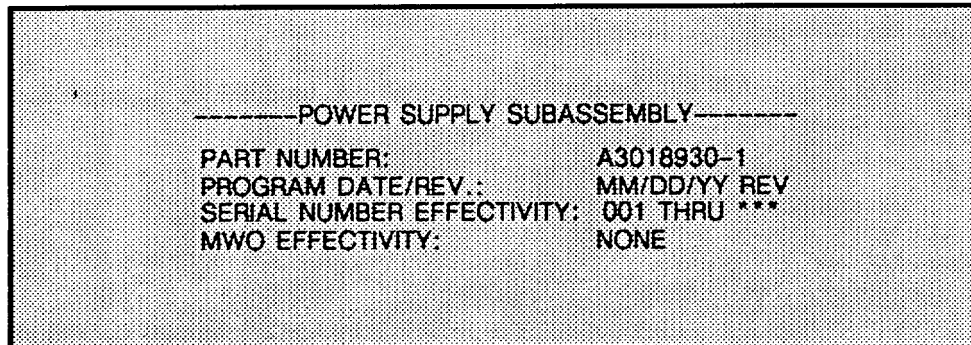 -------POWER SUPPLY SUBASSEMBLY-------
PART NUMBER: A3018930-1
PROGRAM DATE/REV.: MM/DD/YY REV
SERIAL NUMBER EFFECTIVITY: 001 THRU ***
MWO EFFECTIVITY: NONE